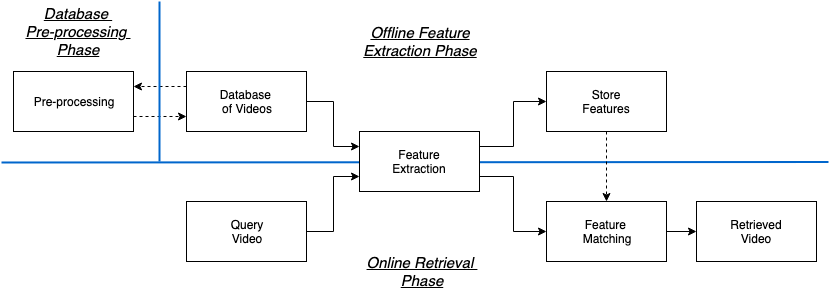 Database
Pre-processing
Phase
Offline Feature
Extraction Phase
Pre-processing
Database
of Videos
Store
Features
Feature
Extraction
Query
Video
Feature
Matching
Retrieved
Video
Online Retrieval
Phase